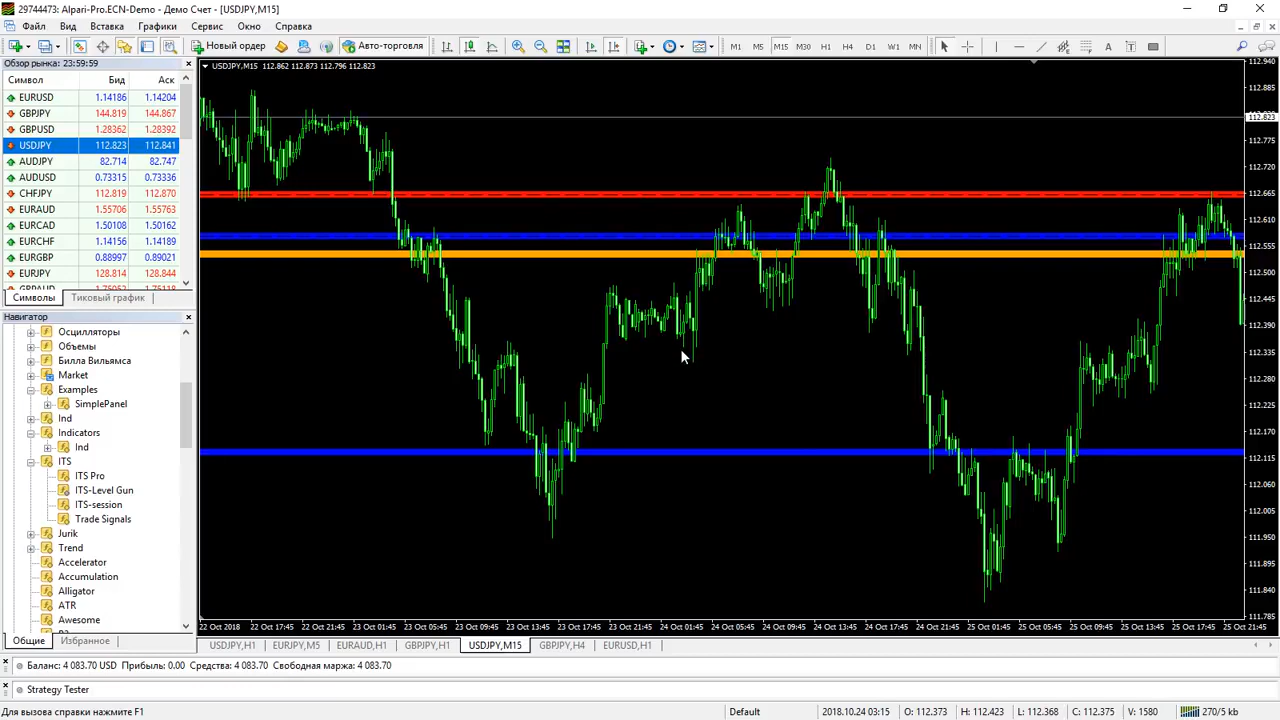 29744473: Alpari-Pro.ECN-Demo - Демо Счет - [USDJPY,M15]
Файл Вид Вставка Графики Сервис Окно Справка
Новый ордер Авто-торговля M1 M5 M15 M30 H1 H4 D1 W1 MN
Обзор рынка: 23:59:59
Символ Бид Аск
EURUSD 1.14186 1.14204
GBPJPY 144.819 144.867
GBPUSD 1.28362 1.28392
USDJPY 112.823 112.841
AUDJPY 82.714 82.747
AUDUSD 0.73315 0.73336
CHFJPY 112.819 112.870
EURAUD 1.55706 1.55763
EURCAD 1.50108 1.50162
EURCHF 1.14156 1.14189
EURGBP 0.88997 0.89021
EURJPY 128.814 128.844
GBPAUD 1.75052 1.75118
Символы Тиковый график
Навигатор
Осцилляторы
Объемы
Билла Вильямса
Market
Examples
SimplePanel
Ind
Indicators
Ind
ITS
ITS Pro
ITS-Level Gun
ITS-session
Trade Signals
Jurik
Trend
Accelerator
Accumulation
Alligator
ATR
Awesome
Общие Избранное
USDJPY,M15 112.862 112.873 112.796 112.823
112.940
112.885
112.823
112.775
112.720
112.665
112.610
112.555
112.500
112.445
112.390
112.335
112.280
112.225
112.170
112.115
112.060
112.005
111.950
111.895
111.840
111.785
22 Oct 2018 22 Oct 17:45 22 Oct 21:45 23 Oct 01:45 23 Oct 05:45 23 Oct 09:45 23 Oct 13:45 23 Oct 17:45 23 Oct 21:45 24 Oct 01:45 24 Oct 05:45 24 Oct 09:45 24 Oct 13:45 24 Oct 17:45 24 Oct 21:45 25 Oct 01:45 25 Oct 05:45 25 Oct 09:45 25 Oct 13:45 25 Oct 17:45 25 Oct 21:45
USDJPY,H1 EURJPY,M5 EURAUD,H1 GBPJPY,H1 USDJPY,M15 GBPJPY,H4 EURUSD,H1
Баланс: 4 083.70 USD Прибыль: 0.00 Средства: 4 083.70 Свободная маржа: 4 083.70
Strategy Tester
Для вызова справки нажмите F1 Default 2018.10.24 03:15 O: 112.373 H: 112.423 L: 112.368 C: 112.375 V: 1580 270/5 kb